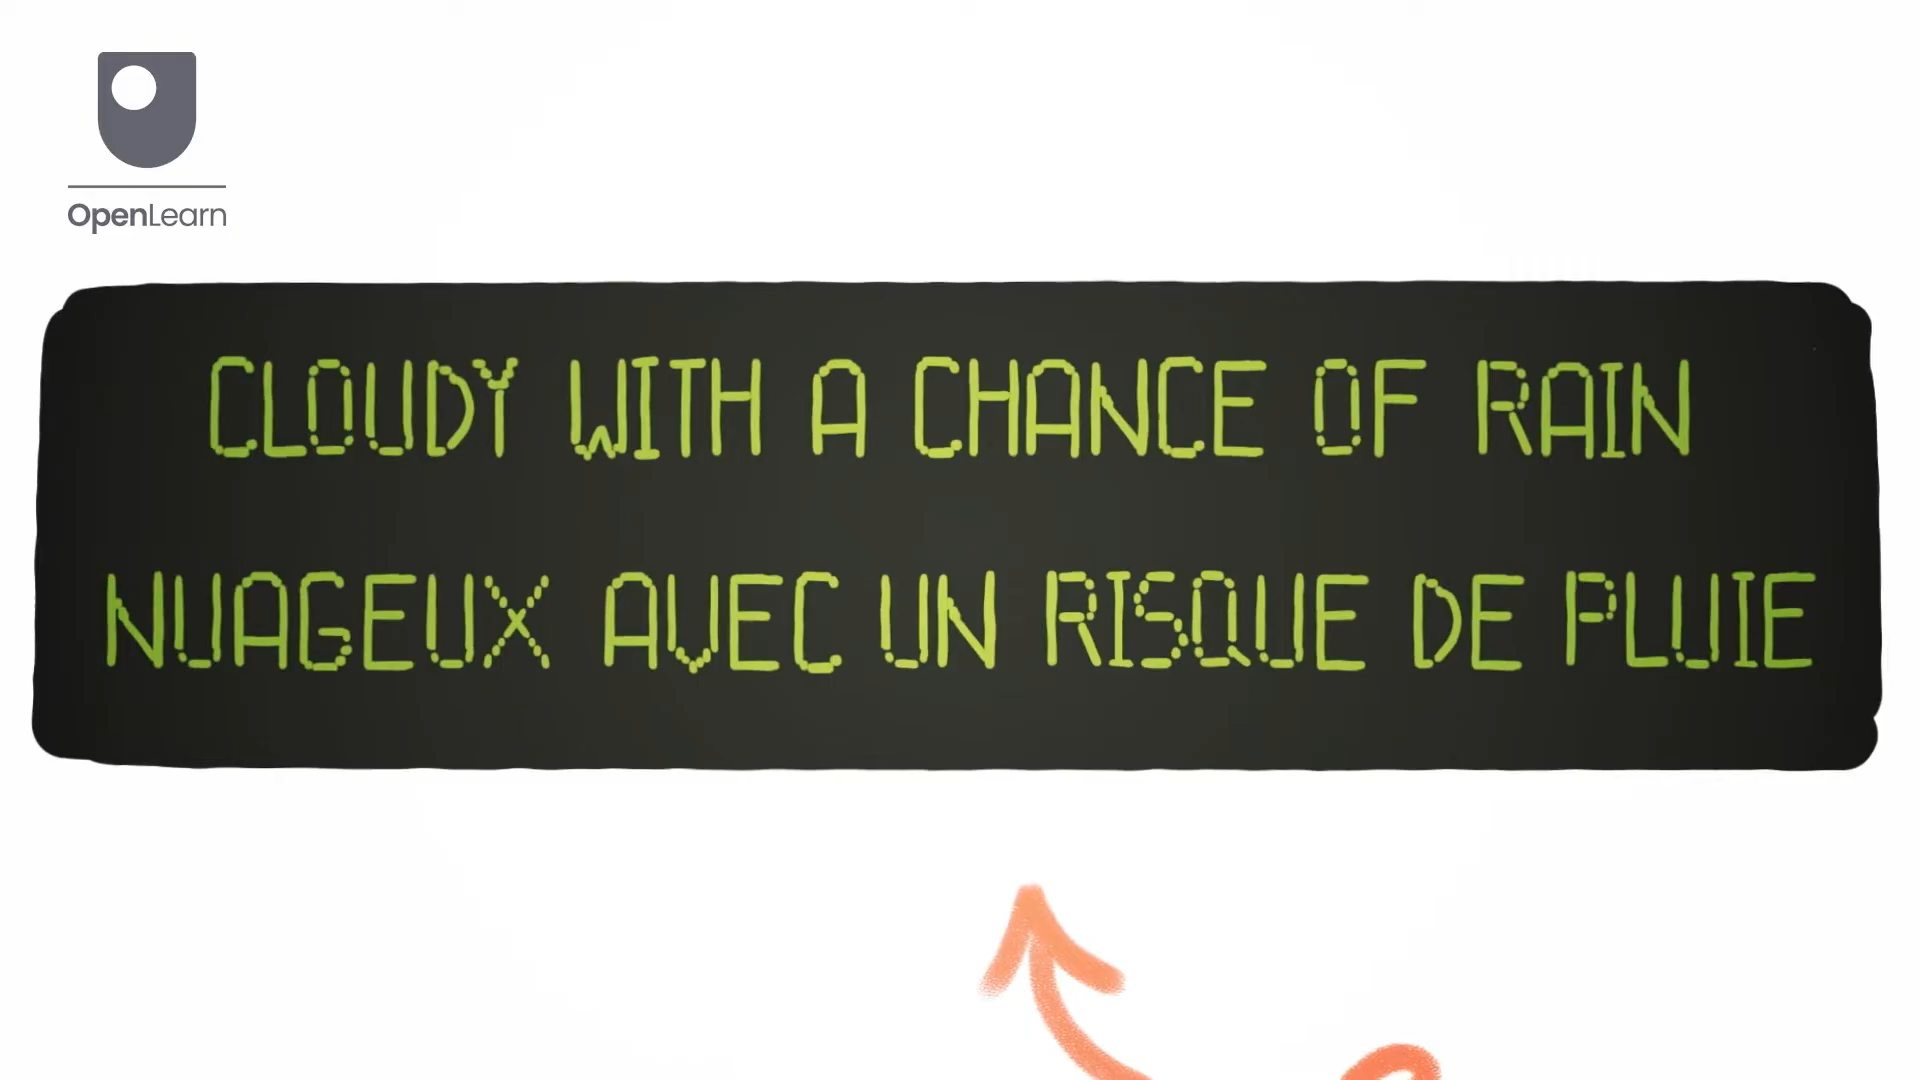 OpenLearn
CLOUDY WITH A CHANCE OF RAIN
NUAGEUX AVEC UN RISQUE DE PLUIE